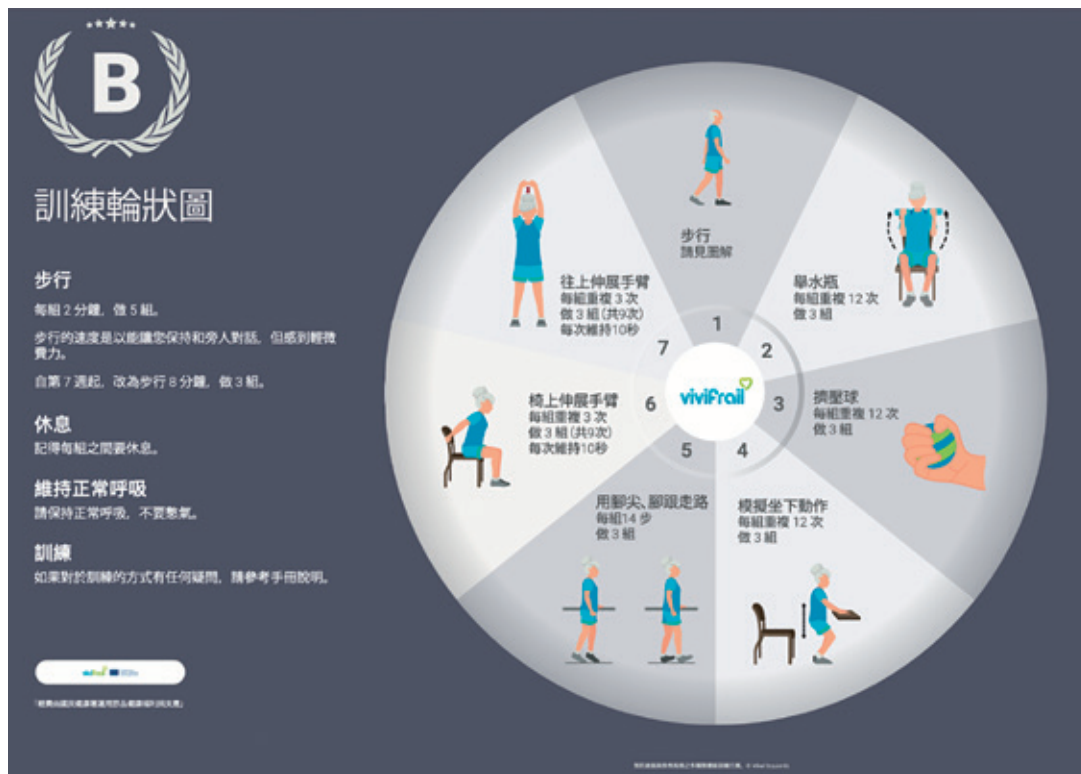 B
訓練輪狀圖
步行
每組 2 分鐘，做 5 組。
步行的速度是以能讓您保持和旁人對話，但感到輕微
費力。
自第 7 週起，改為步行 8 分鐘，做 3 組。
休息
記得每組之間要休息。
維持正常呼吸
請保持正常呼吸，不要憋氣。
訓練
如果對於訓練的方式有任何疑問，請參考手冊說明。
步行
請見圖解
1
舉水瓶
每組重複 12 次
做 3 組
2
擠壓球
每組重複 12 次
做 3 組
3
模擬坐下動作
每組重複 12 次
做 3 組
4
用腳尖、腳跟走路
每組14 步
做 3 組
5
椅上伸展手臂
每組重複 3 次
做 3 組（共9次）
每次維持10秒
6
往上伸展手臂
每組重複 3 次
做 3 組（共9次）
每次維持10秒
7
vivifrail